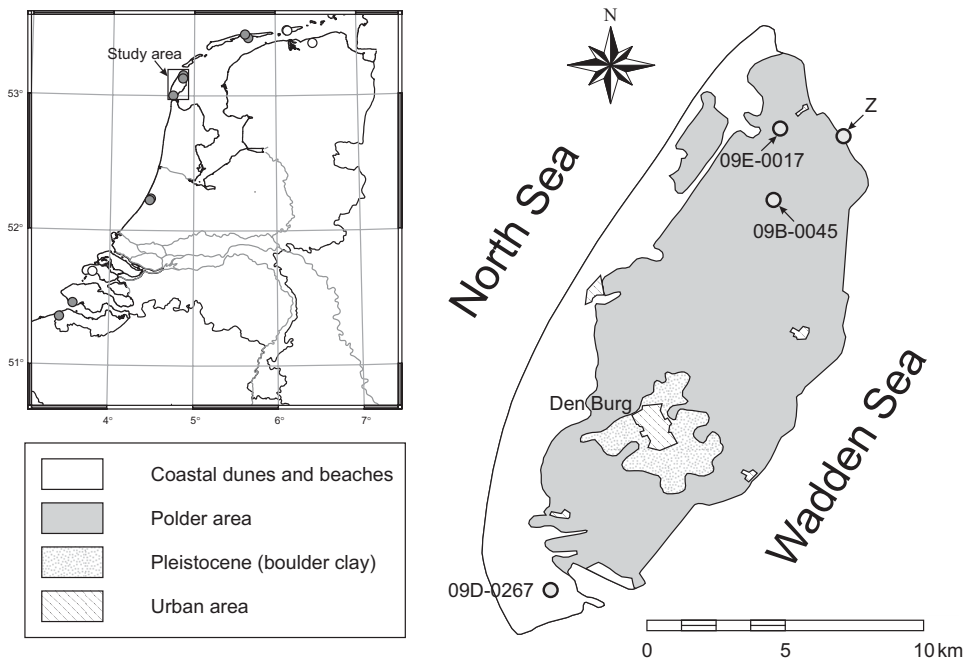 Study area
53°
52°
51°
4°
5°
6°
7°
Coastal dunes and beaches
Polder area
Pleistocene (boulder clay)
Urban area
N
North Sea
Z
09E-0017
09B-0045
Den Burg
Wadden Sea
09D-0267
0 5 10 km